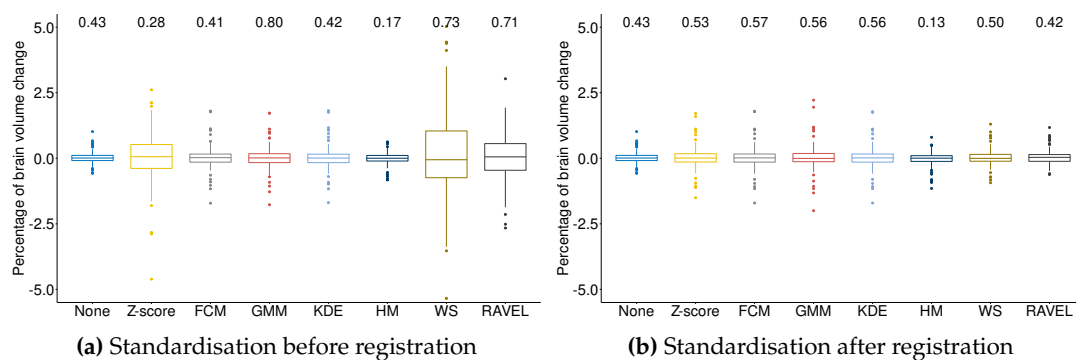 0.43 0.28 0.41 0.80 0.42 0.17 0.73 0.71
Percentage of brain volume change
5.0
2.5
0.0
-2.5
-5.0
None Z-score FCM GMM KDE HM WS RAVEL
(a) Standardisation before registration
0.43 0.53 0.57 0.56 0.56 0.13 0.50 0.42
Percentage of brain volume change
5.0
2.5
0.0
-2.5
-5.0
None Z-score FCM GMM KDE HM WS RAVEL
(b) Standardisation after registration